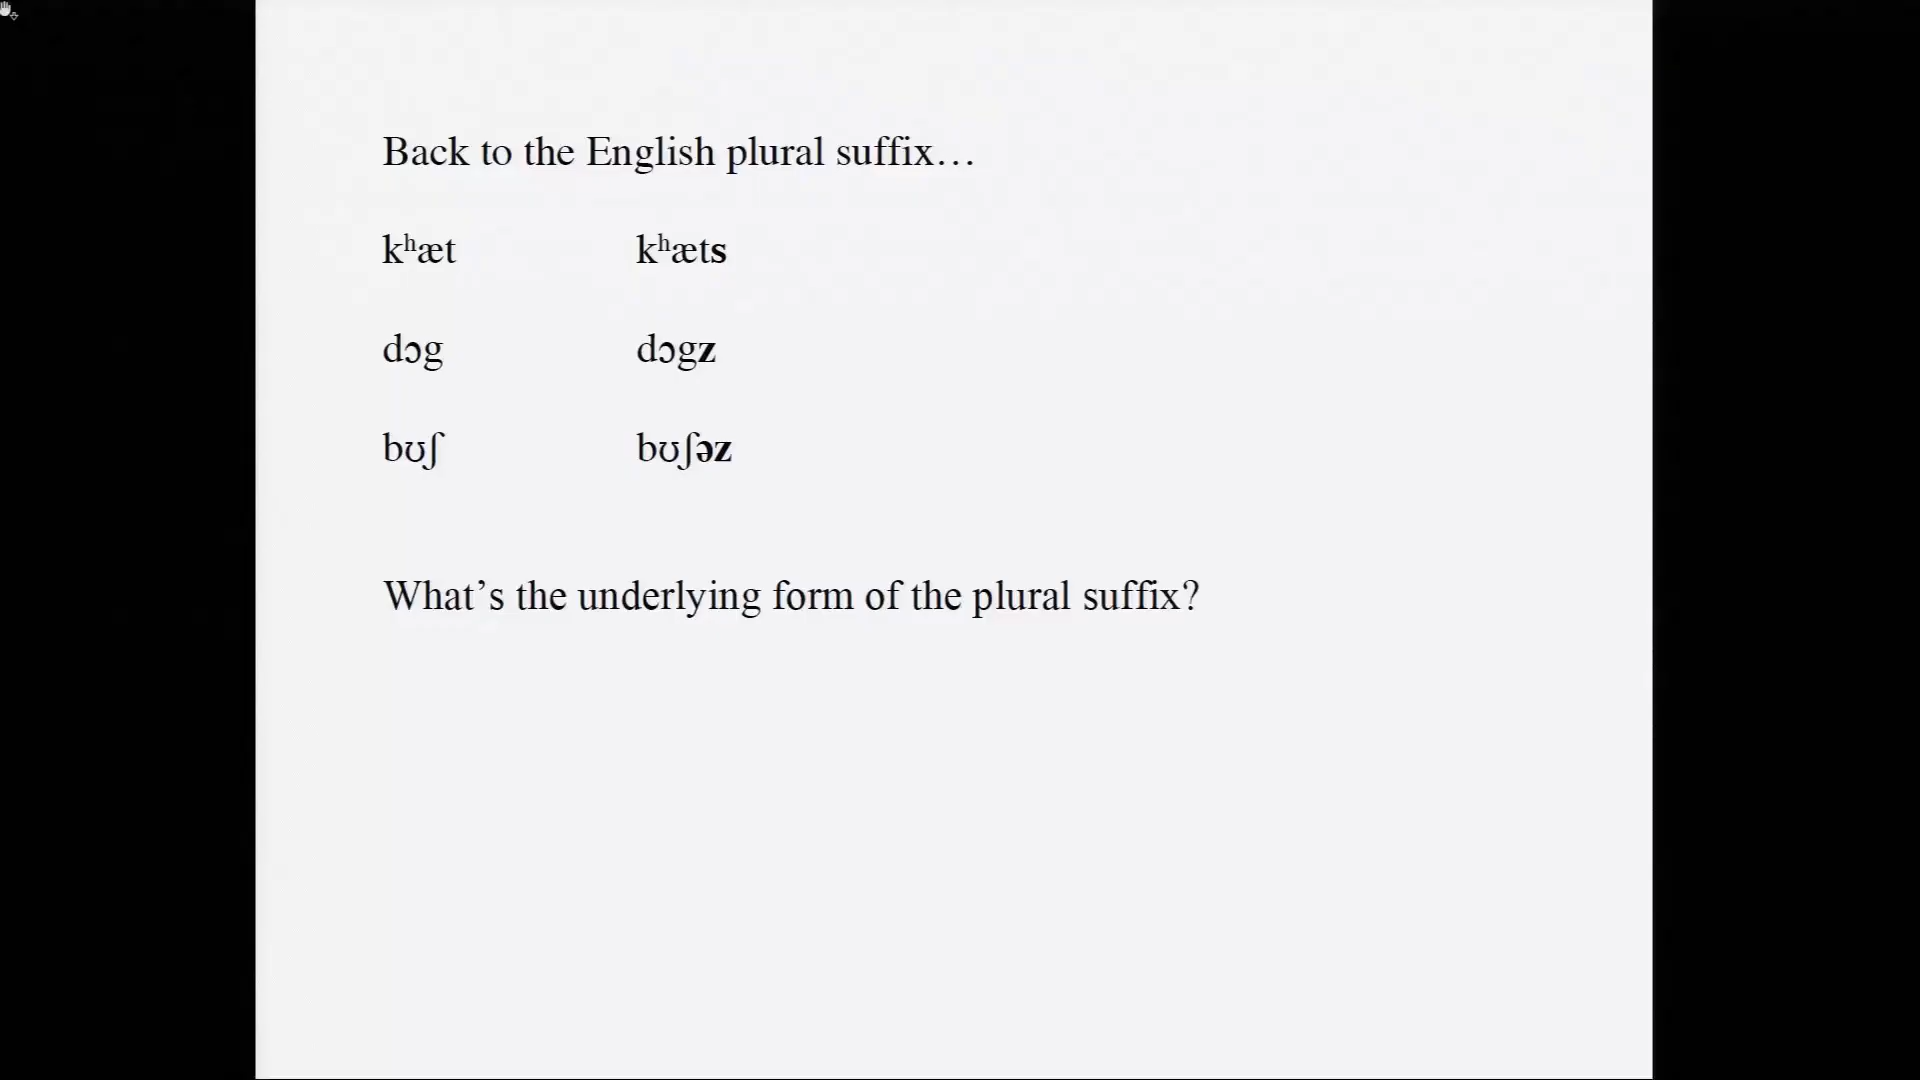 Back to the English plural suffix…
kʰæt kʰæts
dɔg dɔgz
bʊʃ bʊʃəz
What’s the underlying form of the plural suffix?